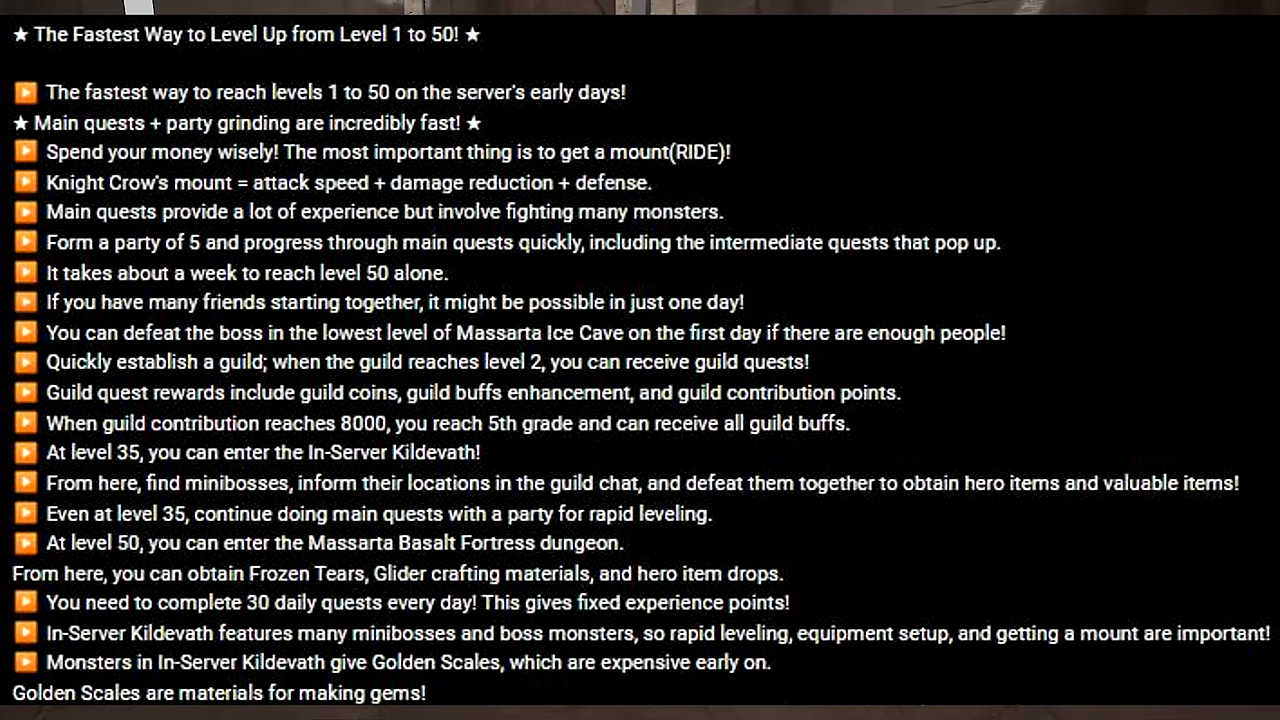 ★ The Fastest Way to Level Up from Level 1 to 50! ★
▶ The fastest way to reach levels 1 to 50 on the server's early days!
★ Main quests + party grinding are incredibly fast! ★
▶ Spend your money wisely! The most important thing is to get a mount(RIDE)!
▶ Knight Crow's mount = attack speed + damage reduction + defense.
▶ Main quests provide a lot of experience but involve fighting many monsters.
▶ Form a party of 5 and progress through main quests quickly, including the intermediate quests that pop up.
▶ It takes about a week to reach level 50 alone.
▶ If you have many friends starting together, it might be possible in just one day!
▶ You can defeat the boss in the lowest level of Massarta Ice Cave on the first day if there are enough people!
▶ Quickly establish a guild; when the guild reaches level 2, you can receive guild quests!
▶ Guild quest rewards include guild coins, guild buffs enhancement, and guild contribution points.
▶ When guild contribution reaches 8000, you reach 5th grade and can receive all guild buffs.
▶ At level 35, you can enter the In-Server Kildevath!
▶ From here, find minibosses, inform their locations in the guild chat, and defeat them together to obtain hero items and valuable items!
▶ Even at level 35, continue doing main quests with a party for rapid leveling.
▶ At level 50, you can enter the Massarta Basalt Fortress dungeon.
From here, you can obtain Frozen Tears, Glider crafting materials, and hero item drops.
▶ You need to complete 30 daily quests every day! This gives fixed experience points!
▶ In-Server Kildevath features many minibosses and boss monsters, so rapid leveling, equipment setup, and getting a mount are important!
▶ Monsters in In-Server Kildevath give Golden Scales, which are expensive early on.
Golden Scales are materials for making gems!